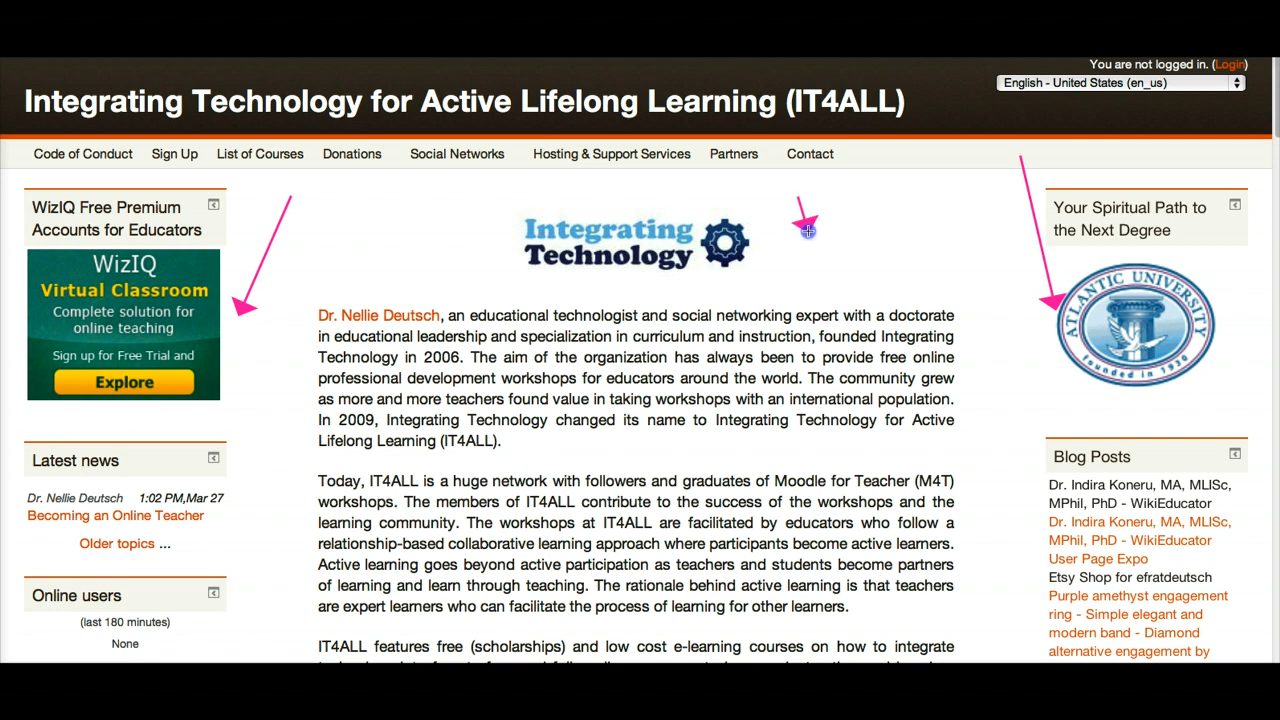 You are not logged in. (Login)
English - United States (en_us)
Integrating Technology for Active Lifelong Learning (IT4ALL)
Code of Conduct Sign Up List of Courses Donations Social Networks Hosting & Support Services Partners Contact
WizIQ Free Premium
Accounts for Educators
WizIQ
Virtual Classroom
Complete solution for
online teaching
Sign up for Free Trial and
Explore
Latest news
Dr. Nellie Deutsch 1:02 PM,Mar 27
Becoming an Online Teacher
Older topics ...
Online users
(last 180 minutes)
None
Integrating
Technology
Dr. Nellie Deutsch, an educational technologist and social networking expert with a doctorate
in educational leadership and specialization in curriculum and instruction, founded Integrating
Technology in 2006. The aim of the organization has always been to provide free online
professional development workshops for educators around the world. The community grew
as more and more teachers found value in taking workshops with an international population.
In 2009, Integrating Technology changed its name to Integrating Technology for Active
Lifelong Learning (IT4ALL).
Today, IT4ALL is a huge network with followers and graduates of Moodle for Teacher (M4T)
workshops. The members of IT4ALL contribute to the success of the workshops and the
learning community. The workshops at IT4ALL are facilitated by educators who follow a
relationship-based collaborative learning approach where participants become active learners.
Active learning goes beyond active participation as teachers and students become partners
of learning and learn through teaching. The rationale behind active learning is that teachers
are expert learners who can facilitate the process of learning for other learners.
IT4ALL features free (scholarships) and low cost e-learning courses on how to integrate
Your Spiritual Path to
the Next Degree
ATLANTIC UNIVERSITY
founded in 1930
Blog Posts
Dr. Indira Koneru, MA, MLISc,
MPhil, PhD - WikiEducator
Dr. Indira Koneru, MA, MLISc,
MPhil, PhD - WikiEducator
User Page Expo
Etsy Shop for efratdeutsch
Purple amethyst engagement
ring - Simple elegant and
modern band - Diamond
alternative engagement by